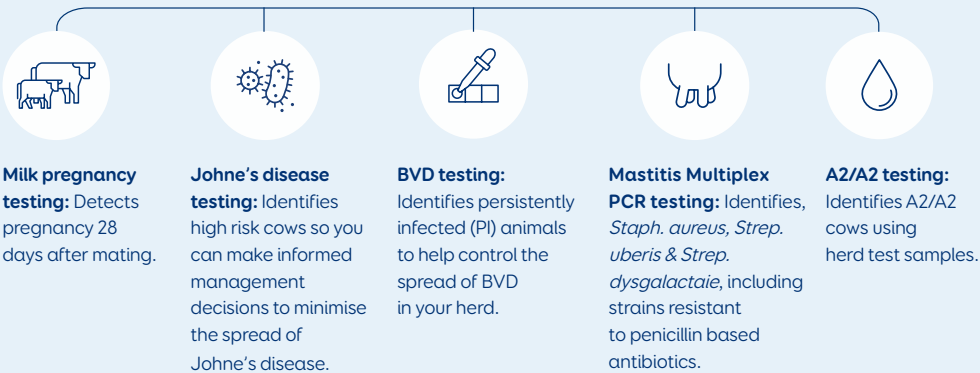 Milk pregnancy
testing: Detects
pregnancy 28
days after mating.
Johne's disease
testing: Identifies
high risk cows so you
can make informed
management
decisions to minimise
the spread of
Johne's disease.
BVD testing:
Identifies persistently
infected (PI) animals
to help control the
spread of BVD
in your herd.
Mastitis Multiplex
PCR testing: Identifies,
Staph. aureus, Strep.
uberis & Strep.
dysgalactaie, including
strains resistant
to penicillin based
antibiotics.
A2/A2 testing:
Identifies A2/A2
cows using
herd test samples.